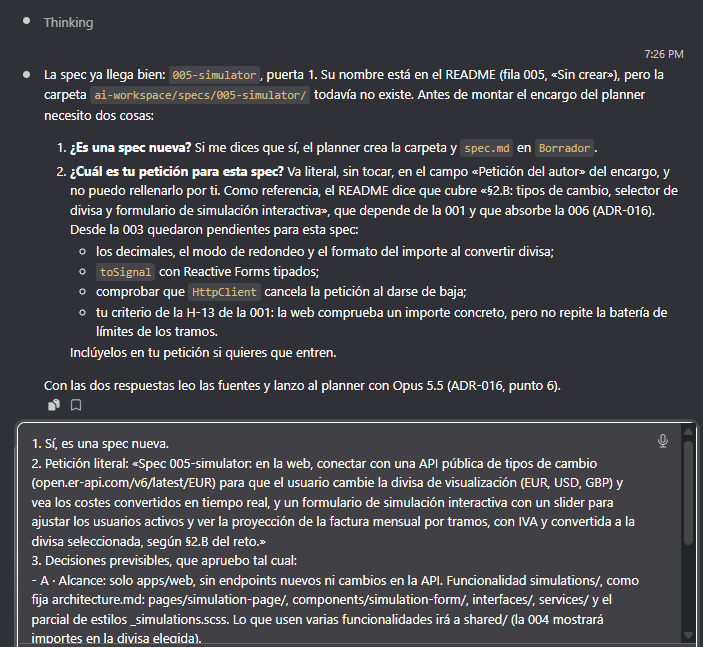 Thinking
7:26 PM
La spec ya llega bien: 005-simulator, puerta 1. Su nombre está en el README (fila 005, «Sin crear»), pero la
carpeta ai-workspace/specs/005-simulator/ todavía no existe. Antes de montar el encargo del planner
necesito dos cosas:
1. ¿Es una spec nueva? Si me dices que sí, el planner crea la carpeta y spec.md en Borrador.
2. ¿Cuál es tu petición para esta spec? Va literal, sin tocar, en el campo «Petición del autor» del encargo, y
no puedo rellenarlo por ti. Como referencia, el README dice que cubre «§2.B: tipos de cambio, selector de
divisa y formulario de simulación interactiva», que depende de la 001 y que absorbe la 006 (ADR-016).
Desde la 003 quedaron pendientes para esta spec:
los decimales, el modo de redondeo y el formato del importe al convertir divisa;
toSignal con Reactive Forms tipados;
comprobar que HttpClient cancela la petición al darse de baja;
tu criterio de la H-13 de la 001: la web comprueba un importe concreto, pero no repite la batería de
límites de los tramos.
Inclúyelos en tu petición si quieres que entren.
Con las dos respuestas leo las fuentes y lanzo al planner con Opus 5.5 (ADR-016, punto 6).
1. Sí, es una spec nueva.
2. Petición literal: «Spec 005-simulator: en la web, conectar con una API pública de tipos de cambio
(open.er-api.com/v6/latest/EUR) para que el usuario cambie la divisa de visualización (EUR, USD, GBP) y
vea los costes convertidos en tiempo real, y un formulario de simulación interactiva con un slider para
ajustar los usuarios activos y ver la proyección de la factura mensual por tramos, con IVA y convertida a la
divisa seleccionada, según §2.B del reto.»
3. Decisiones previsibles, que apruebo tal cual:
- A · Alcance: solo apps/web, sin endpoints nuevos ni cambios en la API. Funcionalidad simulations/, como
fija architecture.md: pages/simulation-page/, components/simulation-form/, interfaces/, services/ y el
parcial de estilos _simulations.scss. Lo que usen varias funcionalidades irá a shared/ (la 004 mostrará
importes en la divisa elegida).